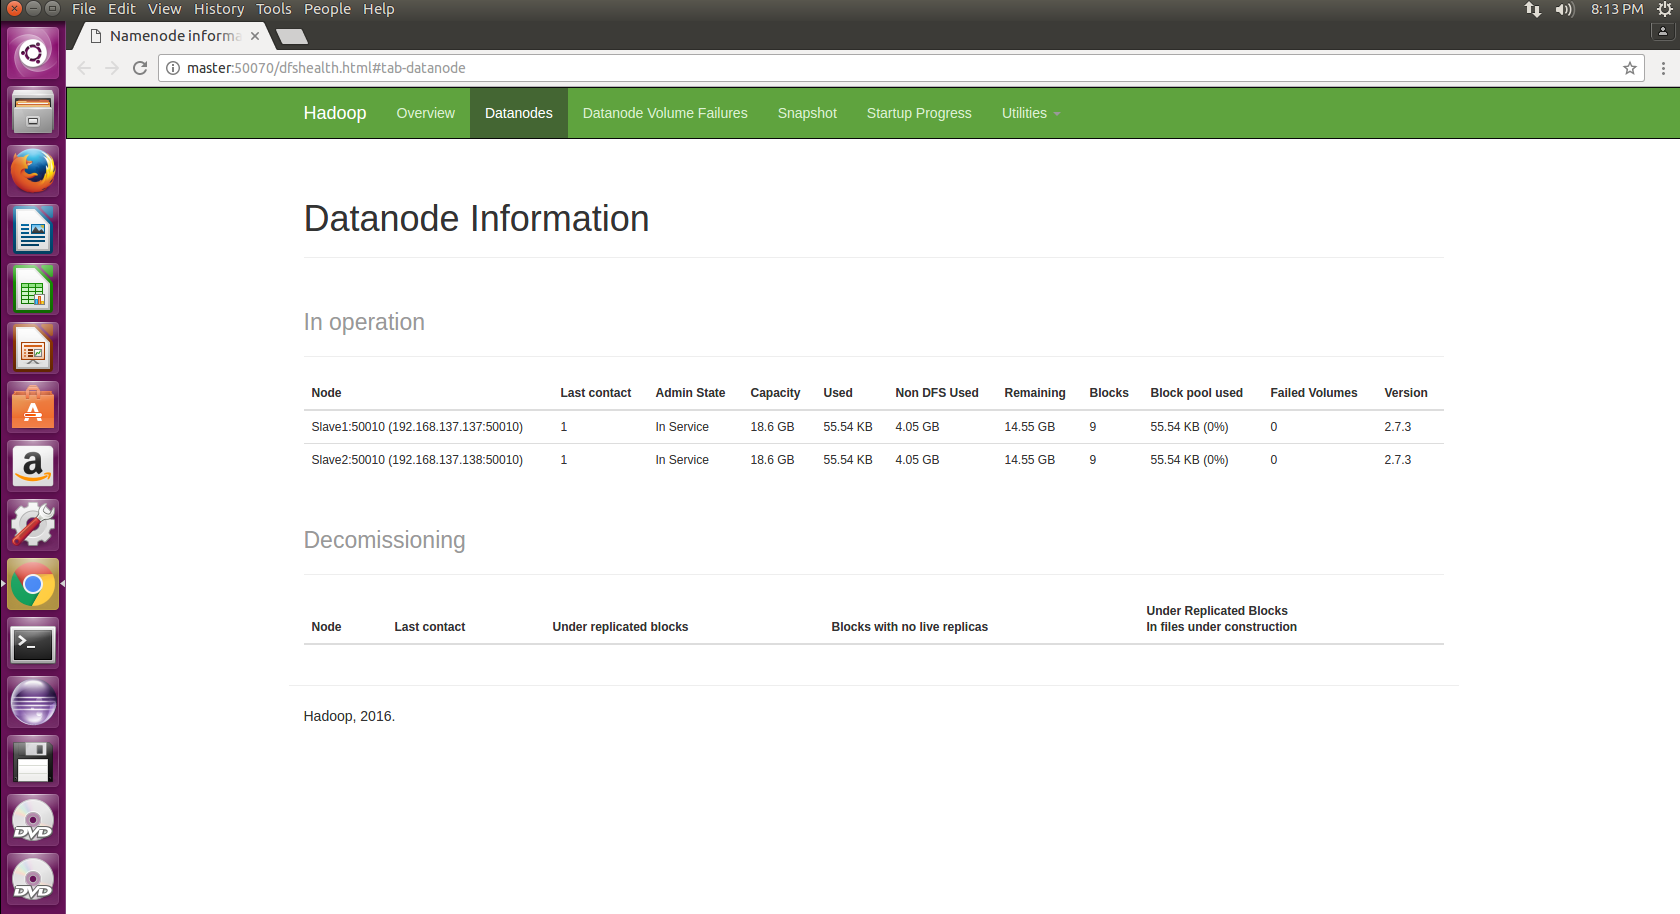 File Edit View History Tools People Help
8:13 PM
Namenode informa
master:50070/dfshealth.html#tab-datanode
Hadoop Overview Datanodes Datanode Volume Failures Snapshot Startup Progress Utilities
Datanode Information
In operation
Node Last contact Admin State Capacity Used Non DFS Used Remaining Blocks Block pool used Failed Volumes Version
Slave1:50010 (192.168.137.137:50010) 1 In Service 18.6 GB 55.54 KB 4.05 GB 14.55 GB 9 55.54 KB (0%) 0 2.7.3
Slave2:50010 (192.168.137.138:50010) 1 In Service 18.6 GB 55.54 KB 4.05 GB 14.55 GB 9 55.54 KB (0%) 0 2.7.3
Decomissioning
Under Replicated Blocks
Node Last contact Under replicated blocks Blocks with no live replicas In files under construction
Hadoop, 2016.
a
DVD
DVD